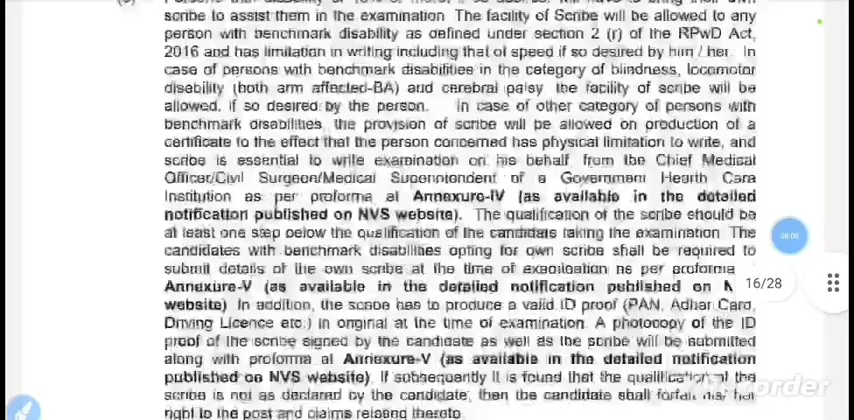 scribe to assist them in the examination The facility of Scribe will be allowed to any
person with benchmark disability as defined under section 2 (r) of the RPwD Act,
2016 and has limitation in writing including that of speed if so desired by him / her. In
case of persons with benchmark disabilities in the category of blindness, locomotor
disability (both arm affected-BA) and cerebral palsy the facility of scribe will be
allowed, if so desired by the person. In case of other category of persons with
benchmark disabilities, the provision of scribe will be allowed on production of a
certificate to the effect that the person concerned has physical limitation to write, and
scribe is essential to write examination on his behalf from the Chief Medical
Officer/Civil Surgeon/Medical Superintendent of a Government Health Care
Institution as per proforma at Annexure-IV (as available in the detailed
notification published on NVS website). The qualification of the scribe should be
at least one step below the qualification of the candidate taking the examination The
candidates with benchmark disabilities opting for own scribe shall be required to
submit details of the own scribe at the time of examination as per proforma
Annexure-V (as available in the detailed notification published on
website) In addition, the scribe has to produce a valid ID proof (PAN, Adhar Card,
Driving Licence etc.) in original at the time of examination A photocopy of the ID
proof of the scribe signed by the candidate as well as the scribe will be submitted
along with proforma at Annexure-V (as available in the detailed notification
published on NVS website) If subsequently it is found that the qualification of the
scribe is not as declared by the candidate, then the candidate shall forfeit
right to the post and claims relating thereto
16/28